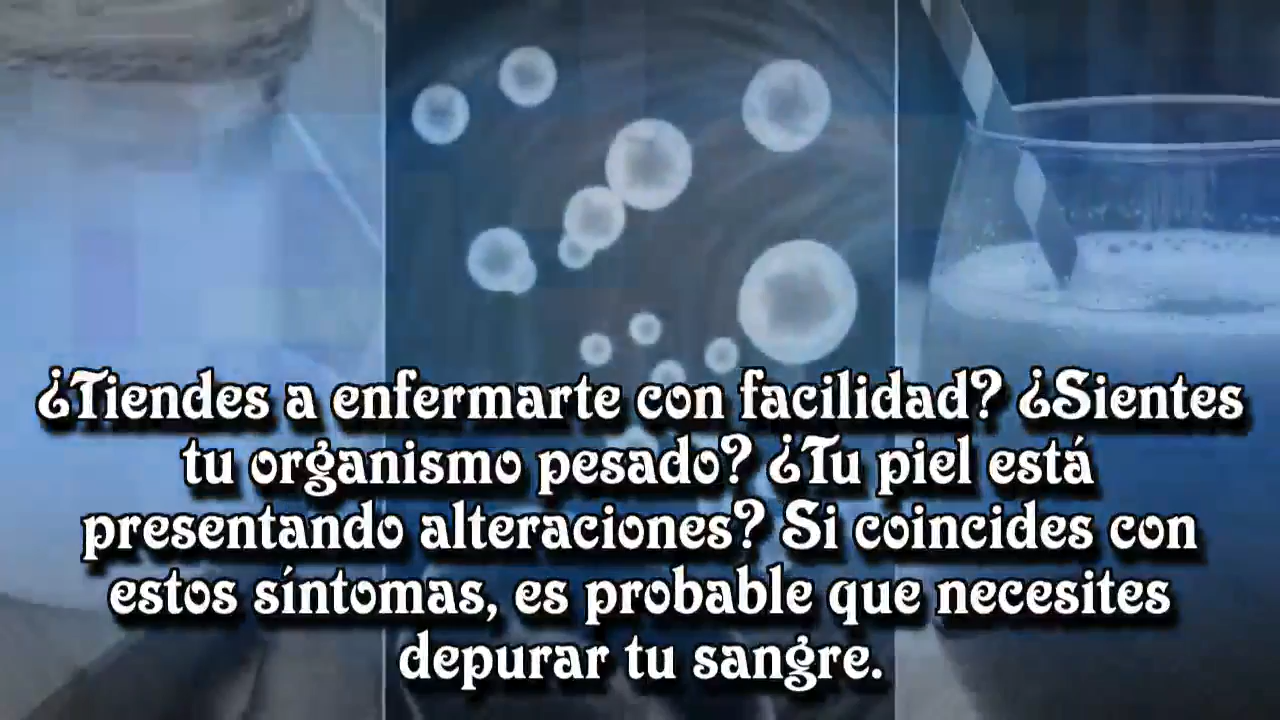 ¿Tiendes a enfermarte con facilidad? ¿Sientes
tu organismo pesado? ¿Tu piel está
presentando alteraciones? Si coincides con
estos síntomas, es probable que necesites
depurar tu sangre.